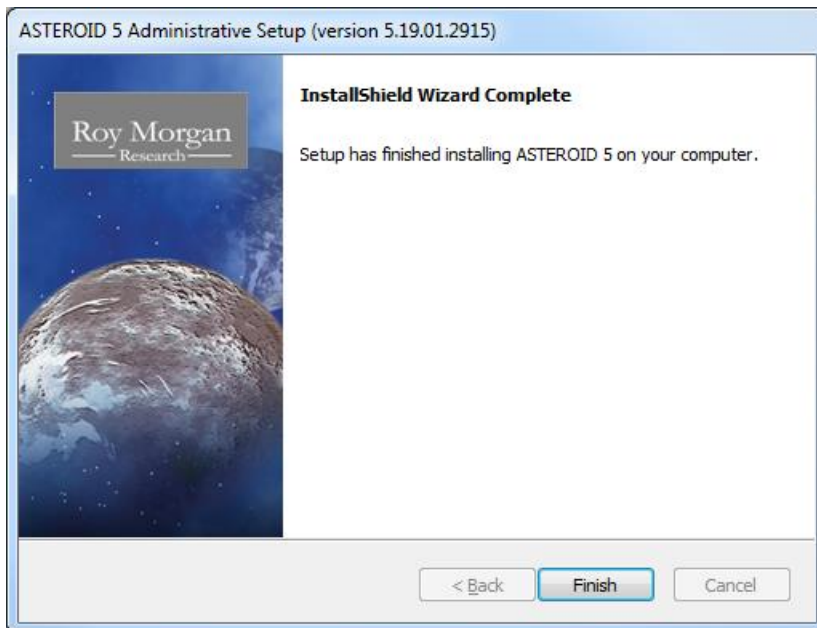 ASTEROID 5 Administrative Setup (version 5.19.01.2915)
Roy Morgan
Research
InstallShield Wizard Complete
Setup has finished installing ASTEROID 5 on your computer.
< Back
Finish
Cancel